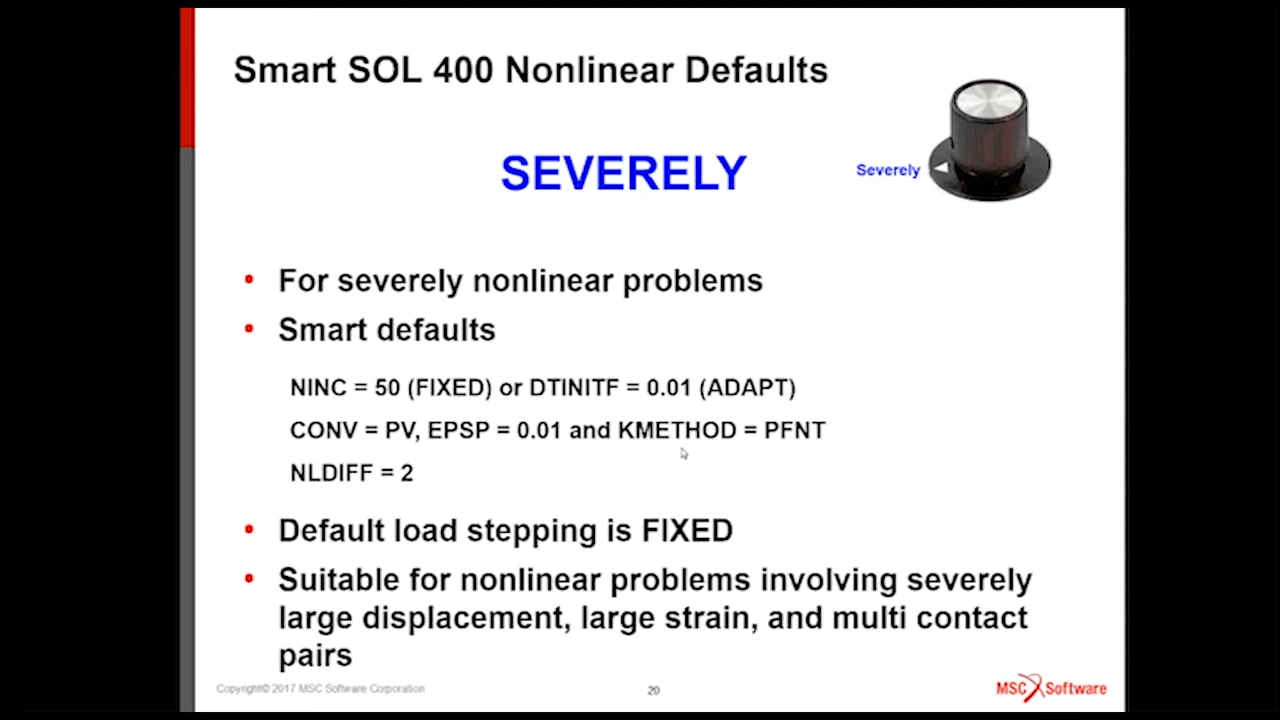 Smart SOL 400 Nonlinear Defaults
SEVERELY
Severely
• For severely nonlinear problems
• Smart defaults
NINC = 50 (FIXED) or DTINITF = 0.01 (ADAPT)
CONV = PV, EPSP = 0.01 and KMETHOD = PFNT
NLDIFF = 2
• Default load stepping is FIXED
• Suitable for nonlinear problems involving severely
large displacement, large strain, and multi contact
pairs
Copyright© 2017 MSC Software Corporation
20
MSC Software